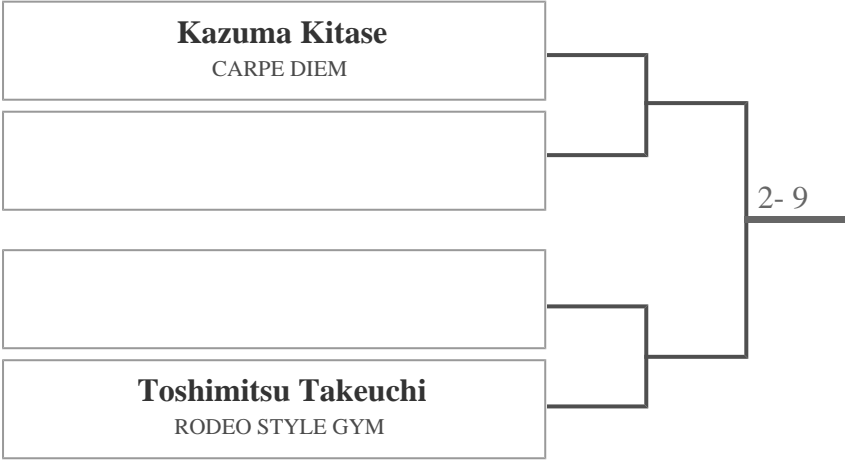 Kazuma Kitase
CARPE DIEM
2- 9
Toshimitsu Takeuchi
RODEO STYLE GYM